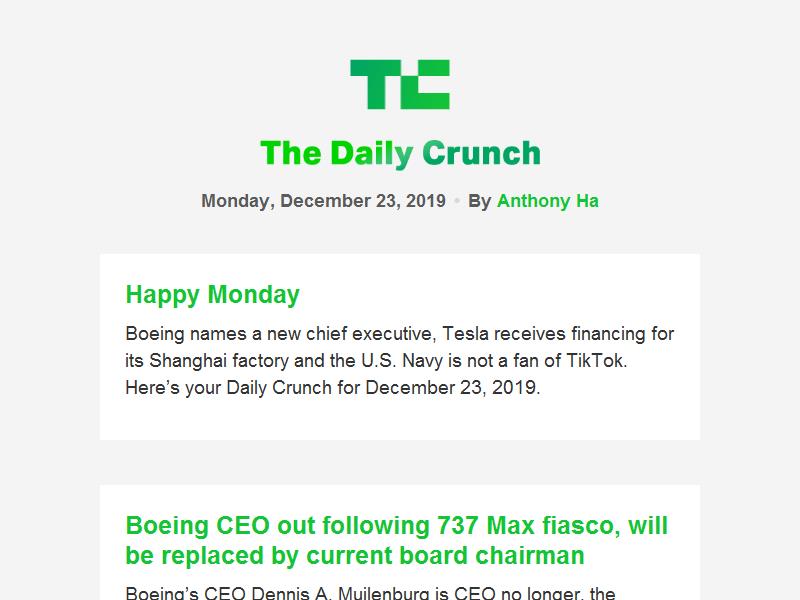 TC
The Daily Crunch
Monday, December 23, 2019 • By Anthony Ha
Happy Monday
Boeing names a new chief executive, Tesla receives financing for
its Shanghai factory and the U.S. Navy is not a fan of TikTok.
Here’s your Daily Crunch for December 23, 2019.
Boeing CEO out following 737 Max fiasco, will
be replaced by current board chairman
Boeing’s CEO Dennis A. Muilenburg is CEO no longer, the